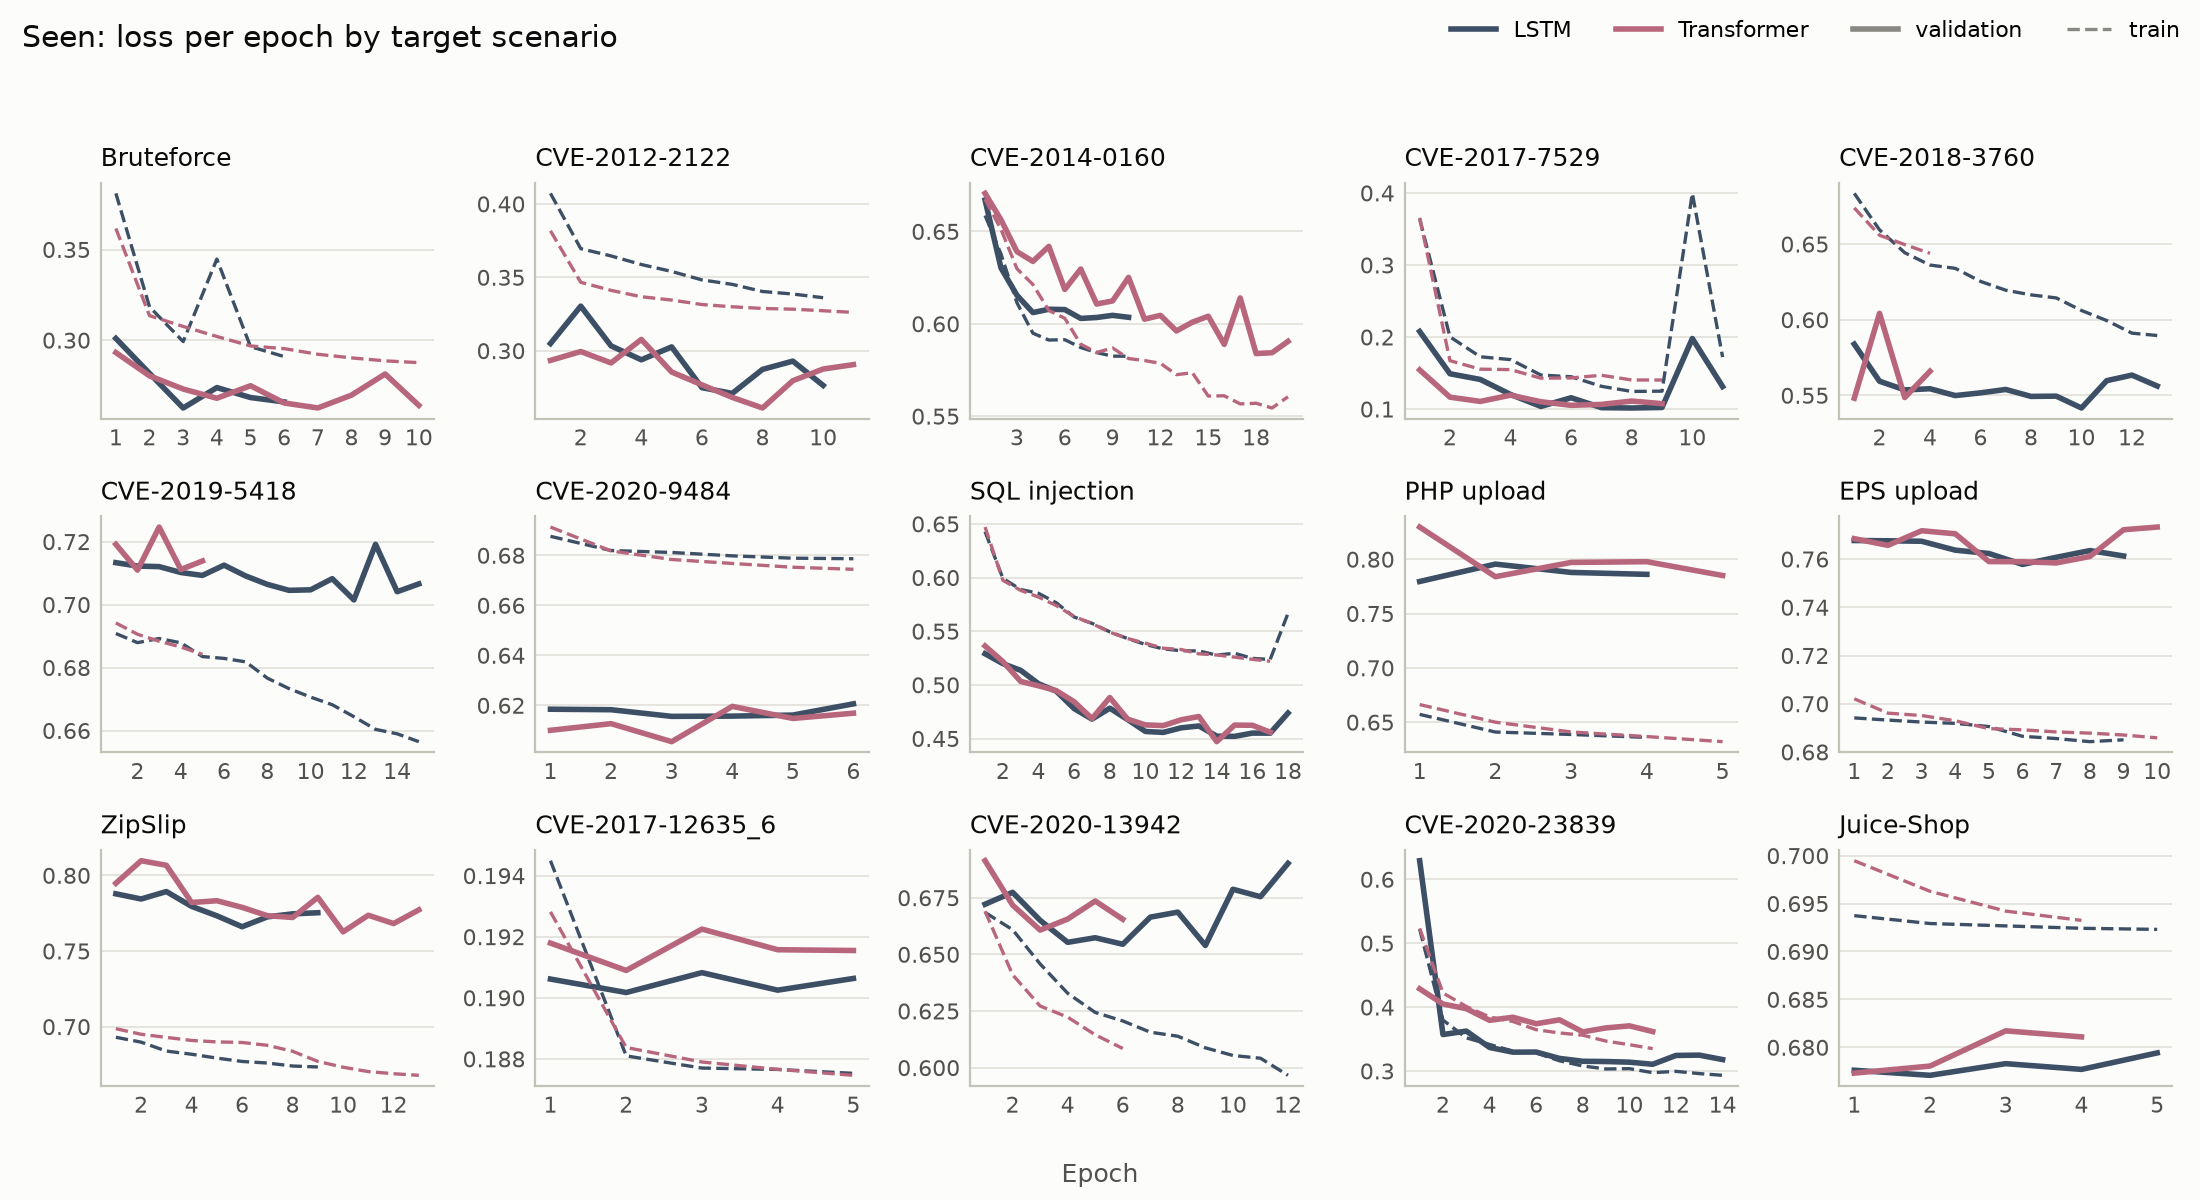 Seen: loss per epoch by target scenario
LSTM Transformer validation train
Bruteforce CVE-2012-2122 CVE-2014-0160 CVE-2017-7529 CVE-2018-3760
0.35
0.30
1 2 3 4 5 6 7 8 9 10
0.40
0.35
0.30
2 4 6 8 10
0.65
0.60
0.55
3 6 9 12 15 18
0.4
0.3
0.2
0.1
2 4 6 8 10
0.65
0.60
0.55
2 4 6 8 10 12
CVE-2019-5418 CVE-2020-9484 SQL injection PHP upload EPS upload
0.72
0.70
0.68
0.66
2 4 6 8 10 12 14
0.68
0.66
0.64
0.62
1 2 3 4 5 6
0.65
0.60
0.55
0.50
0.45
2 4 6 8 10 12 14 16 18
0.80
0.75
0.70
0.65
1 2 3 4 5
0.76
0.74
0.72
0.70
0.68
1 2 3 4 5 6 7 8 9 10
ZipSlip CVE-2017-12635_6 CVE-2020-13942 CVE-2020-23839 Juice-Shop
0.80
0.75
0.70
2 4 6 8 10 12
0.194
0.192
0.190
0.188
1 2 3 4 5
0.675
0.650
0.625
0.600
2 4 6 8 10 12
0.6
0.5
0.4
0.3
2 4 6 8 10 12 14
0.700
0.695
0.690
0.685
0.680
1 2 3 4 5
Epoch